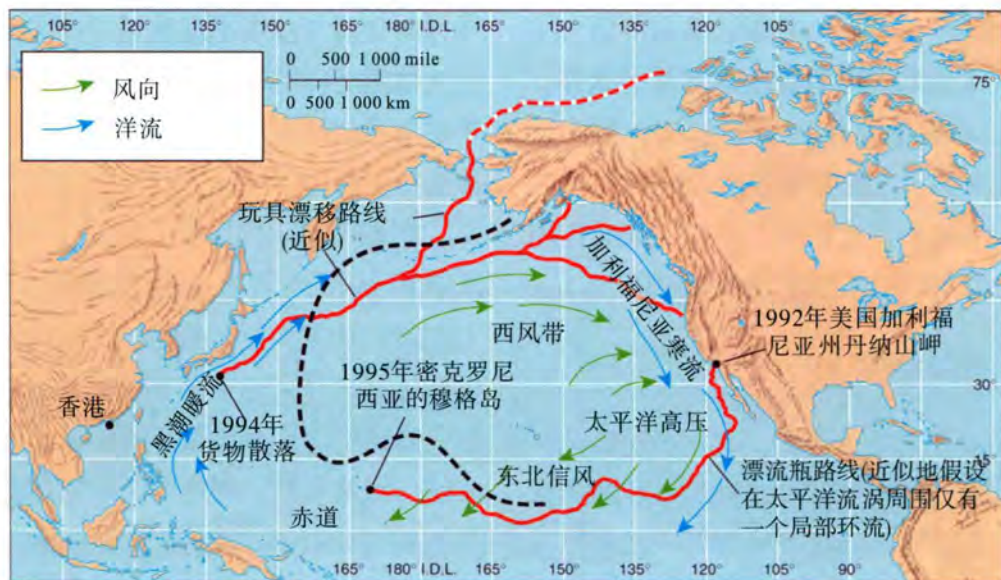 105° 120° 135° 150° 165° 180° I.D.L. 165° 150° 135° 120° 105° 90° 75° 60° 45°
风向
洋流
0 500 1 000 mile
0 500 1 000 km
75°
玩具漂移路线
(近似)
加利福尼亚寒流
西风带
1992年美国加利福
尼亚州丹纳山岬
1995年密克罗尼
西亚的穆格岛
30°
香港
黑潮暖流
1994年
货物散落
太平洋高压
15°
东北信风
漂流瓶路线(近似地假设
在太平洋流涡周围仅有
一个局部环流)
赤道
165° 180° I.D.L. 165° 150° 135° 120° 105° 90°